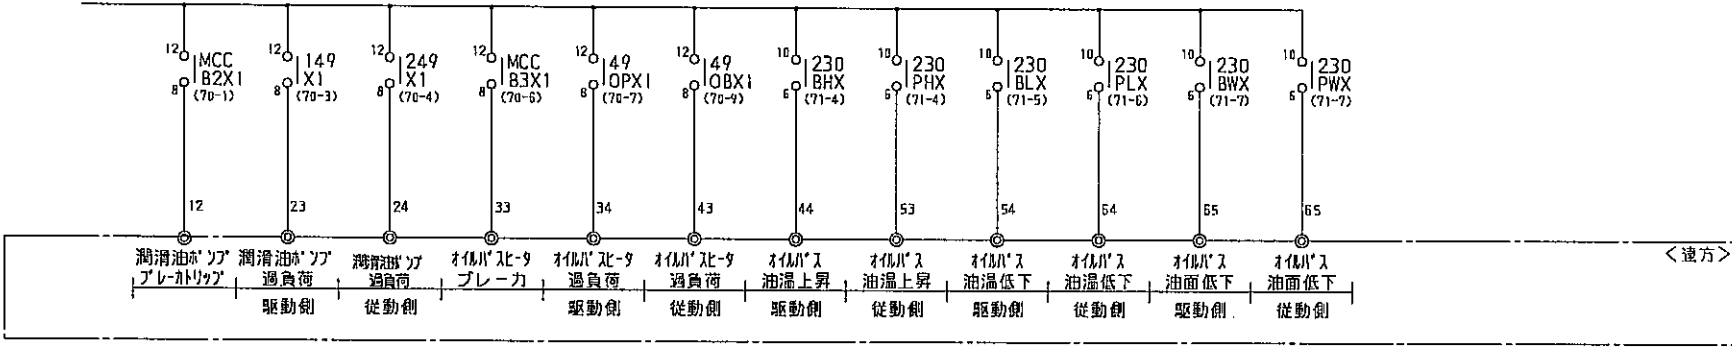 12 MCC 12 149 12 249 12 MCC 12 49 12 49 10 230 10 230 10 230 10 230 10 230 10 230
B2X1 X1 X1 B3X1 OPX1 OBX1 BHX PHX BLX PLX BWX PWX
8 (70-1) 8 (70-3) 8 (70-4) 8 (70-6) 8 (70-7) 8 (70-9) 6 (71-4) 6 (71-4) 6 (71-5) 6 (71-6) 6 (71-7) 6 (71-7)
12 23 24 33 34 43 44 53 54 64 65 65
潤滑油ポンプ 潤滑油ポンプ 潤滑油ポンプ オイルバスヒータ オイルバスヒータ オイルバスヒータ オイルバス オイルバス オイルバス オイルバス オイルバス オイルバス <遠方>
ブレーカトリップ 過負荷 過負荷 ブレーカ 過負荷 過負荷 油温上昇 油温上昇 油温低下 油温低下 油面低下 油面低下
駆動側 従動側 駆動側 従動側 駆動側 従動側 駆動側 従動側 駆動側 従動側